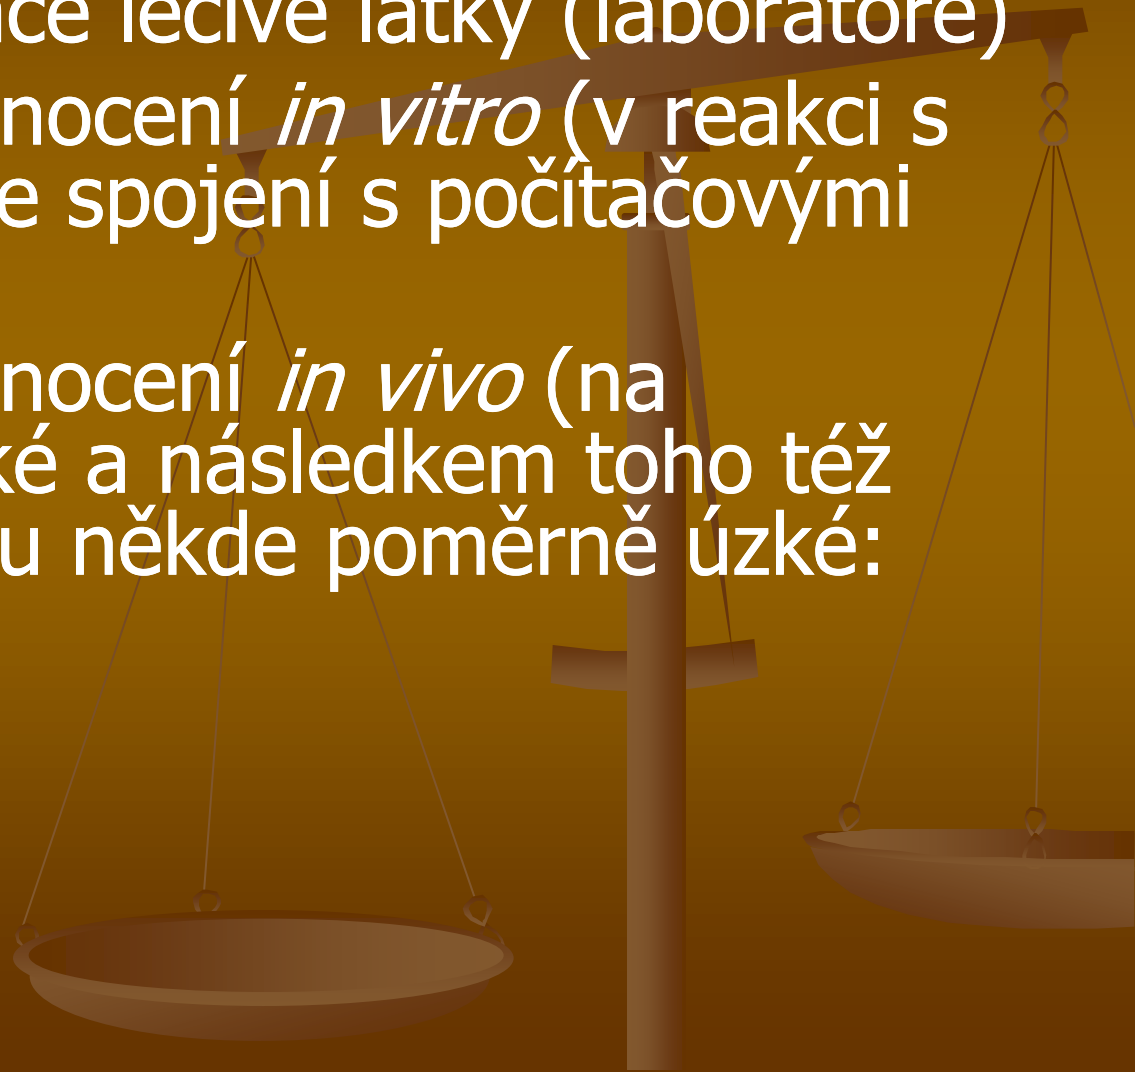 léčivé látky (laboratoře)
nocení in vitro (v reakci s
e spojení s počítačovými
nocení in vivo (na
ké a následkem toho též
u někde poměrně úzké: